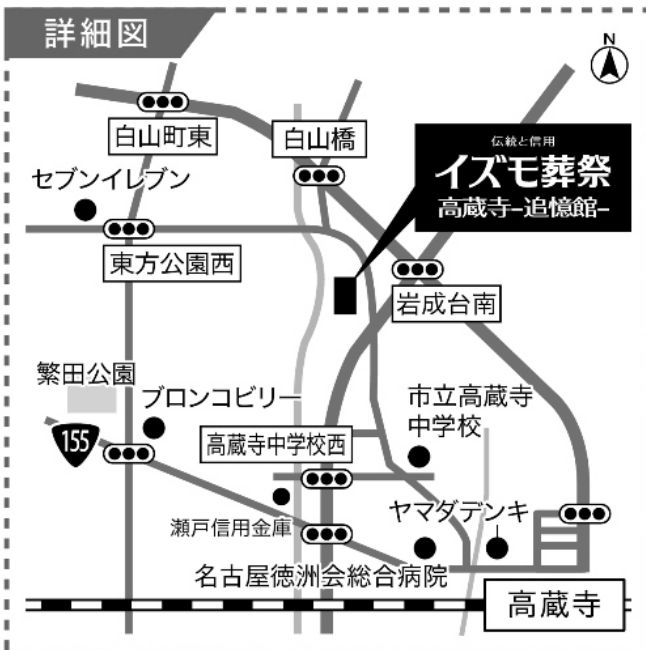 詳細図
N
白山町東
白山橋
伝統と信用
イズモ葬祭
高蔵寺-追憶館-
セブンイレブン
東方公園西
岩成台南
繁田公園
ブロンコビリー
市立高蔵寺
中学校
155
高蔵寺中学校西
瀬戸信用金庫
ヤマダデンキ
名古屋徳洲会総合病院
高蔵寺